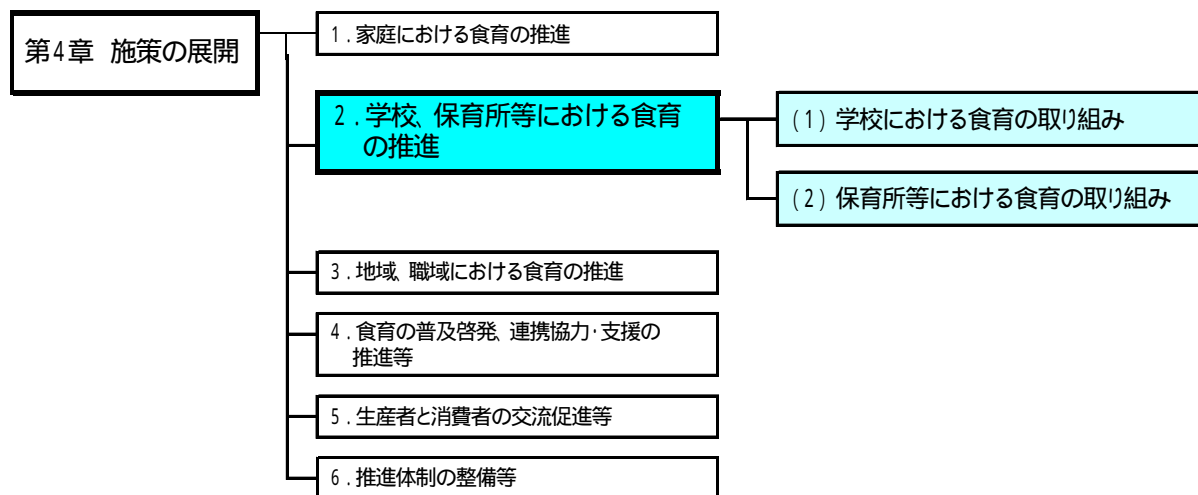 第4章 施策の展開
1．家庭における食育の推進
2．学校、保育所等における食育
の推進
(1) 学校における食育の取り組み
(2) 保育所等における食育の取り組み
3．地域、職域における食育の推進
4．食育の普及啓発、連携協力・支援の
推進等
5．生産者と消費者の交流促進等
6．推進体制の整備等